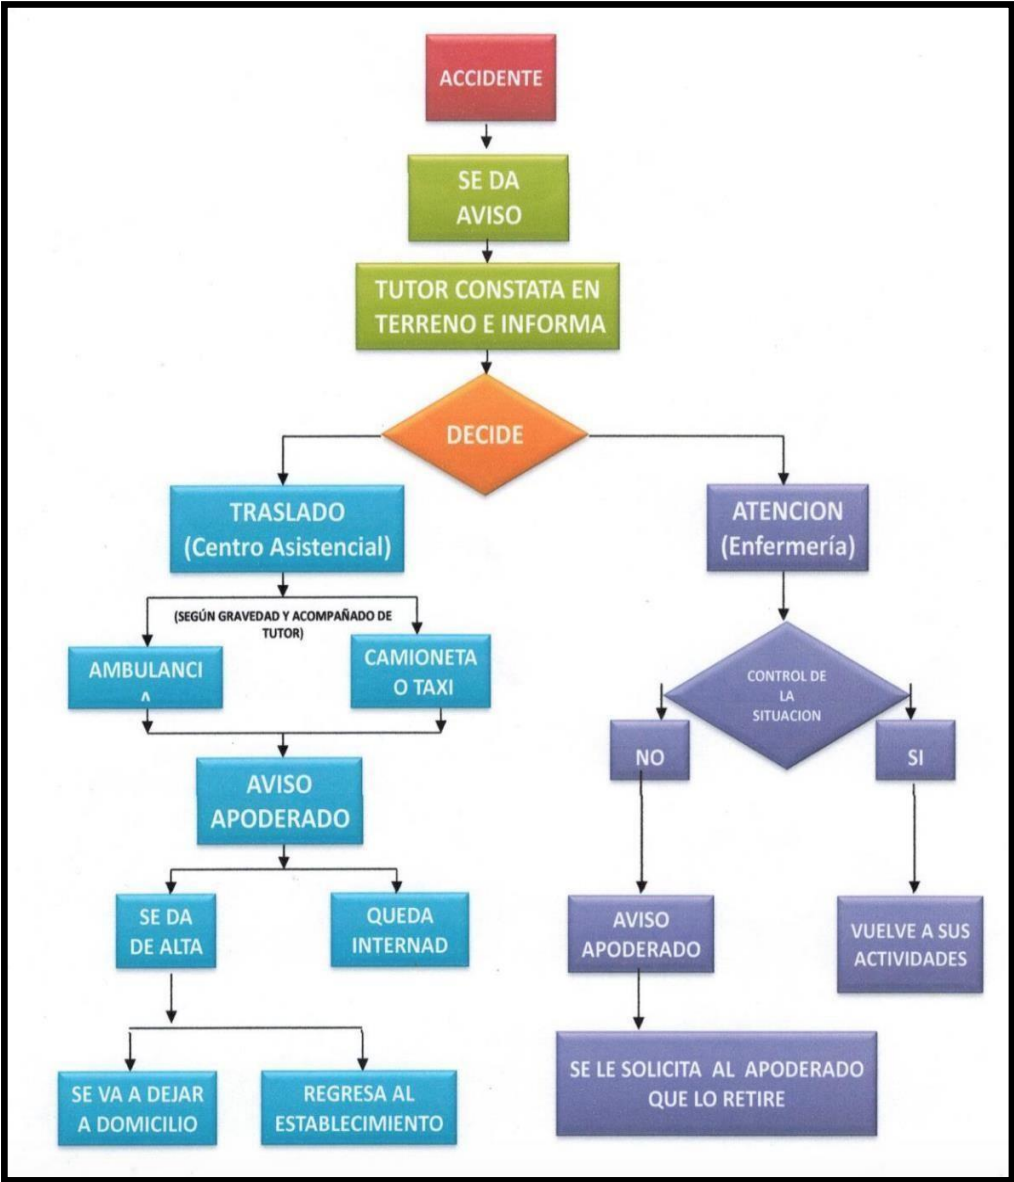 ACCIDENTE
SE DA
AVISO
TUTOR CONSTATA EN
TERRENO E INFORMA
DECIDE
TRASLADO
(Centro Asistencial)
ATENCION
(Enfermería)
(SEGÚN GRAVEDAD Y ACOMPAÑADO DE
TUTOR)
AMBULANCI
CAMIONETA
O TAXI
CONTROL DE
LA
SITUACION
NO
SI
AVISO
APODERADO
SE DA
DE ALTA
QUEDA
INTERNAD
AVISO
APODERADO
VUELVE A SUS
ACTIVIDADES
SE VA A DEJAR
A DOMICILIO
REGRESA AL
ESTABLECIMIENTO
SE LE SOLICITA AL APODERADO
QUE LO RETIRE